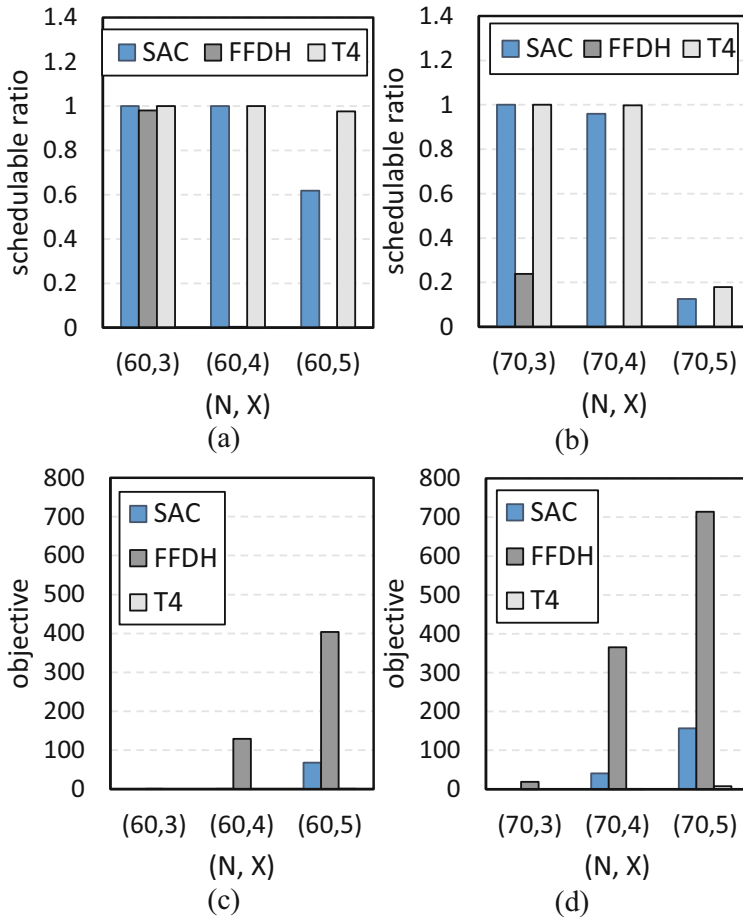 1.4
1.2
1
0.8
0.6
0.4
0.2
0
schedulable ratio
SAC FFDH T4
(60,3) (60,4) (60,5)
(N, X)
(a)
1.4
1.2
1
0.8
0.6
0.4
0.2
0
schedulable ratio
SAC FFDH T4
(70,3) (70,4) (70,5)
(N, X)
(b)
800
700
600
500
400
300
200
100
0
objective
SAC
FFDH
T4
(60,3) (60,4) (60,5)
(N, X)
(c)
800
700
600
500
400
300
200
100
0
objective
SAC
FFDH
T4
(70,3) (70,4) (70,5)
(N, X)
(d)